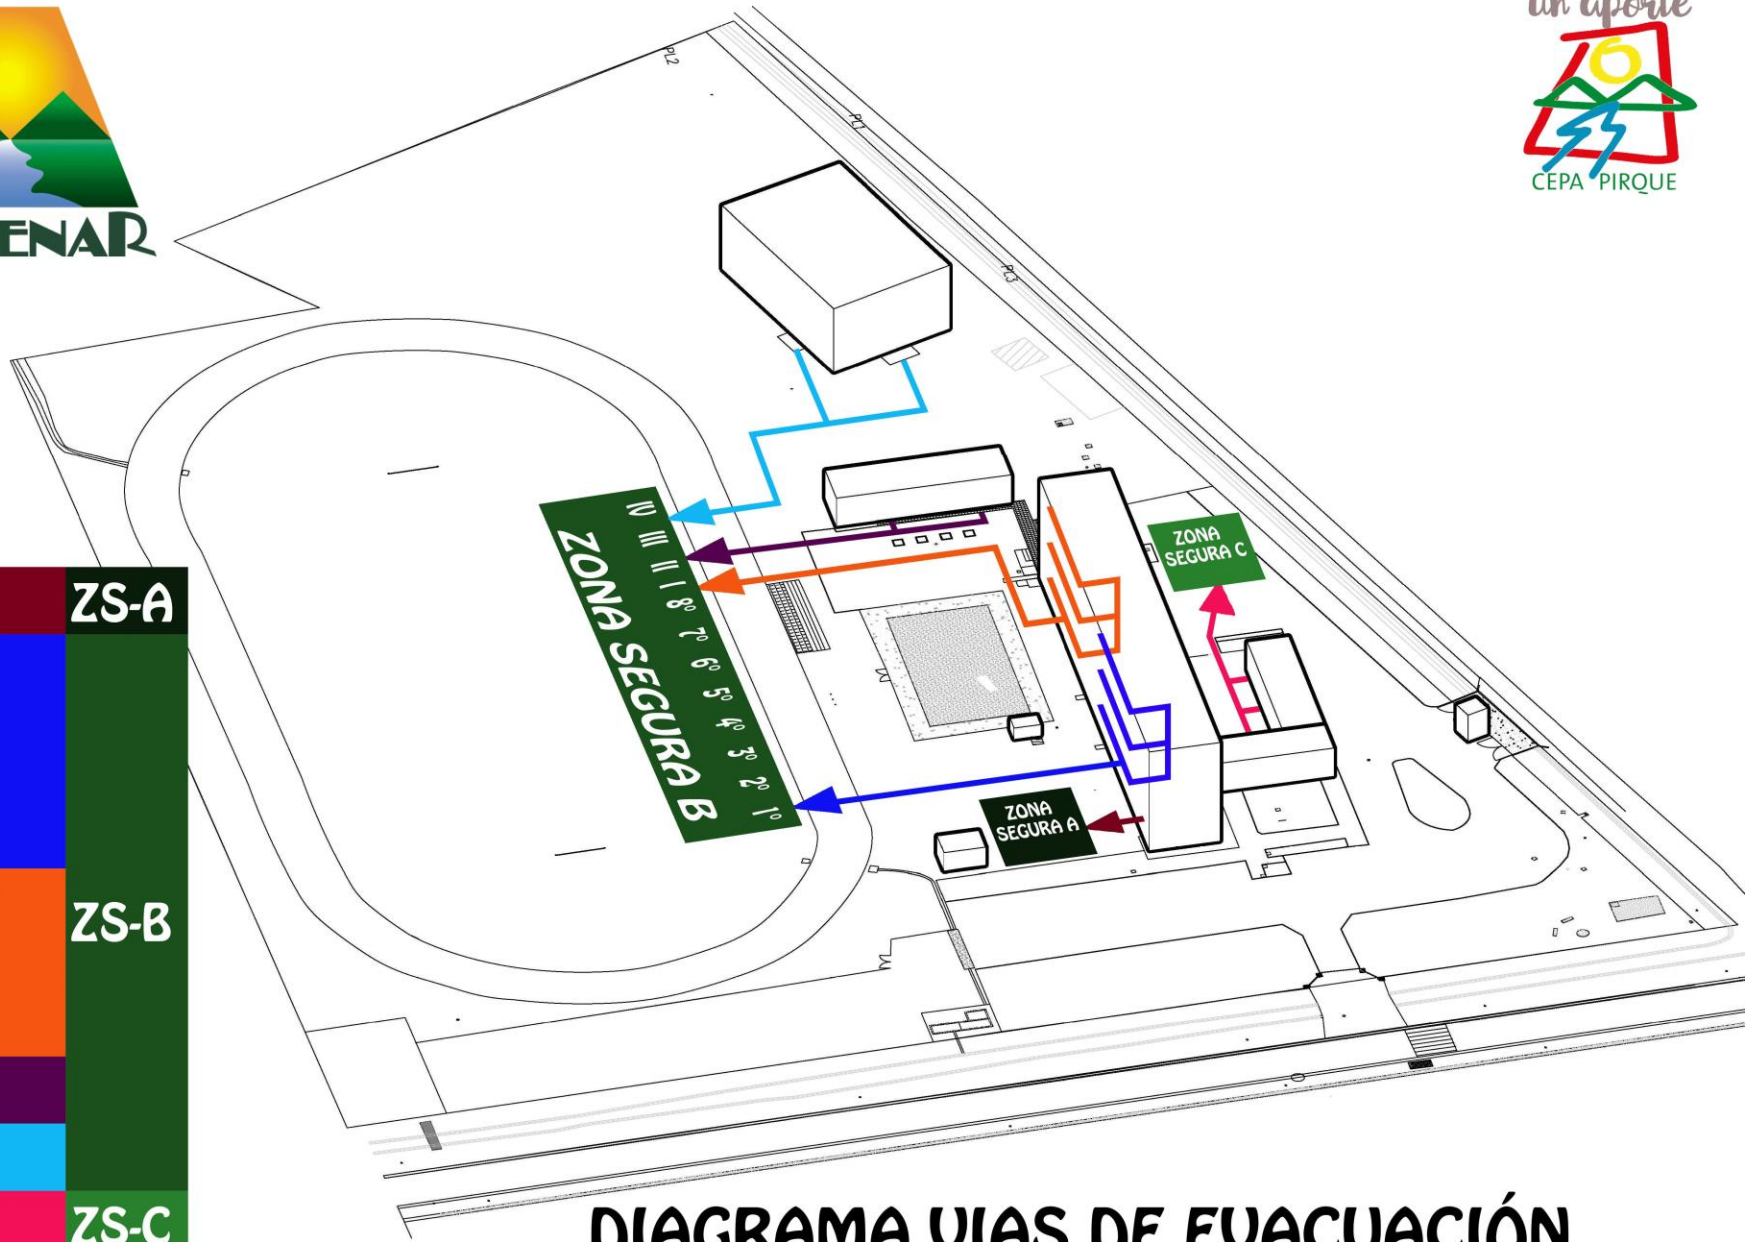 un aporte
CEPA PIRQUE
ENAR
PL2
PL1
PL3
ZONA
SEGURA C
IV III II I 8° 7° 6° 5° 4° 3° 2° 1°
ZONA SEGURA B
ZONA
SEGURA A
ZS-A
ZS-B
ZS-C
DIAGRAMA VIAS DE EVACUACIÓN